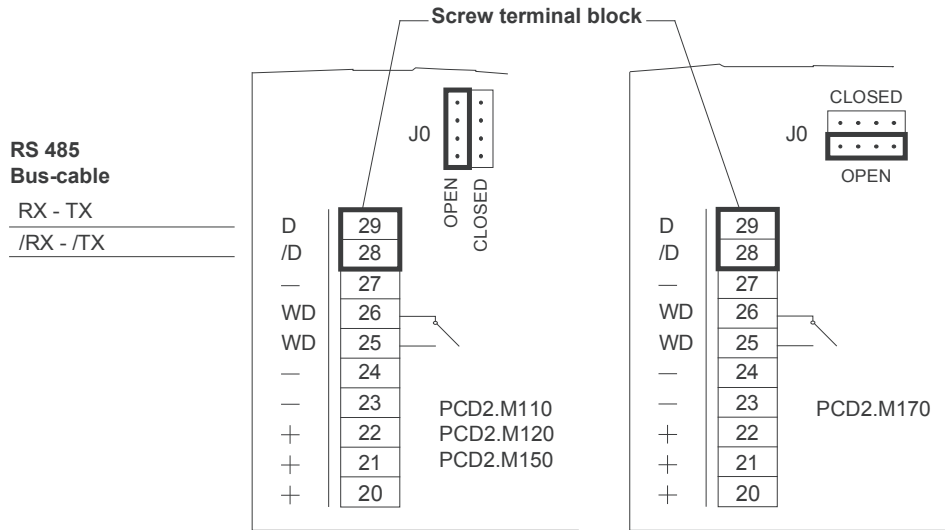 Screw terminal block
RS 485
Bus-cable
RX - TX
/RX - /TX
J0
OPEN
CLOSED
D 29
/D 28
— 27
WD 26
WD 25
— 24
— 23
+ 22
+ 21
+ 20
PCD2.M110
PCD2.M120
PCD2.M150
CLOSED
J0
OPEN
D 29
/D 28
— 27
WD 26
WD 25
— 24
— 23
+ 22
+ 21
+ 20
PCD2.M170